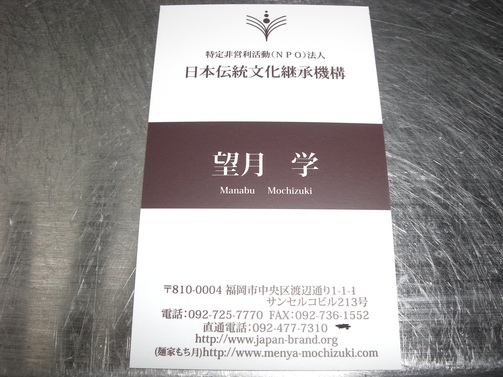 特定非営利活動(NPO)法人
日本伝統文化継承機構
望月 学
Manabu Mochizuki
〒810-0004 福岡市中央区渡辺通り1-1-1
サンセルコビル213号
電話:092-725-7770 FAX:092-736-1552
直通電話:092-477-7310
http://www.japan-brand.org
(麺家もち月)http://www.menya-mochizuki.com